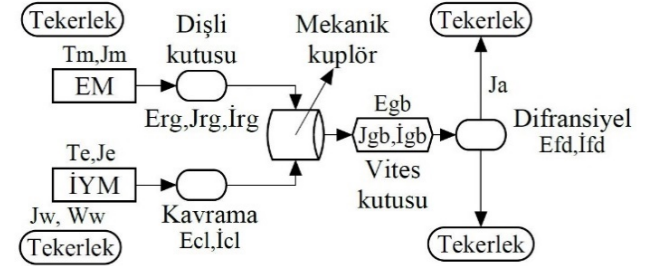 Tekerlek
Tm,Jm
EM
Dişli
kutusu
Erg,Jrg,İrg
Mekanik
kuplör
Te,Je
İYM
Jw, Ww
Tekerlek
Kavrama
Ecl,İcl
Egb
Jgb,İgb
Vites
kutusu
Tekerlek
Ja
Difransiyel
Efd,İfd
Tekerlek